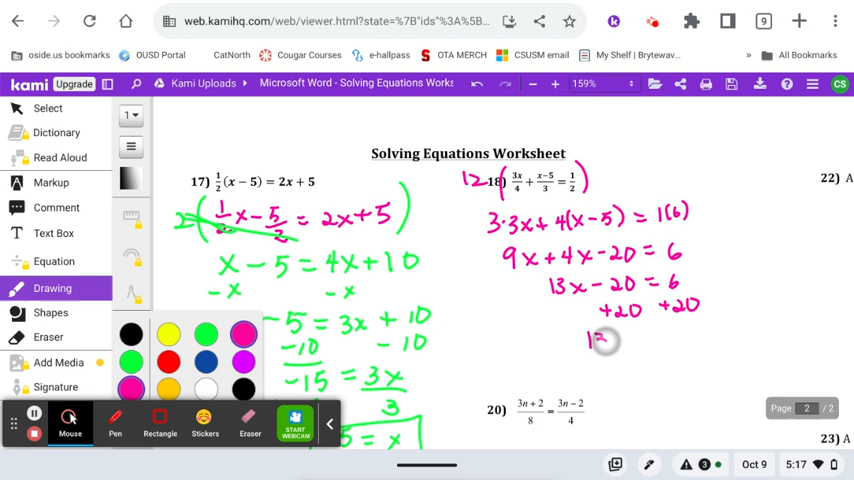 web.kamihq.com/web/viewer.html?state=%7B"ids"%3A%5B...
9
oside.us bookmarks OUSD Portal CatNorth Cougar Courses e-hallpass OTA MERCH CSUSM email My Shelf | Brytewav... » All Bookmarks
kami Upgrade Kami Uploads Microsoft Word - Solving Equations Works 159% CS
Select
Dictionary
Read Aloud
Markup
Comment
Text Box
Equation
Drawing
Shapes
Eraser
Add Media
Signature
1
Solving Equations Worksheet
17) 1/2(x − 5) = 2x + 5
2(1/2x - 5/2 = 2x + 5)
x - 5 = 4x + 10
-x -x
-5 = 3x + 10
-10 -10
-15 = 3x
3
5 = x
12(18) 3x/4 + x−5/3 = 1/2)
3·3x + 4(x-5) = 1(6)
9x + 4x - 20 = 6
13x - 20 = 6
+20 +20
20) 3n + 2/8 = 3n − 2/4
22) A
23) A
Page 2 / 2
Mouse
Pen
Rectangle
Stickers
Eraser
START WEBCAM
3 Oct 9 5:17